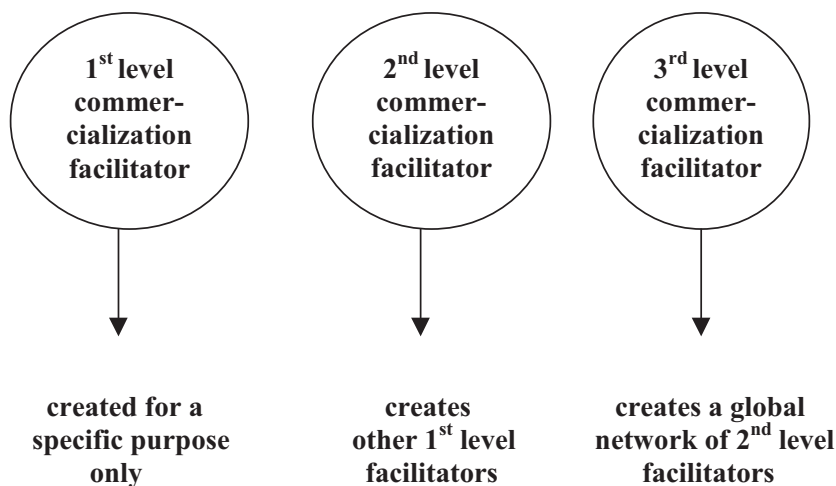 1st level
commer-
cialization
facilitator
2nd level
commer-
cialization
facilitator
3rd level
commer-
cialization
facilitator
created for a
specific purpose
only
creates
other 1st level
facilitators
creates a global
network of 2nd level
facilitators